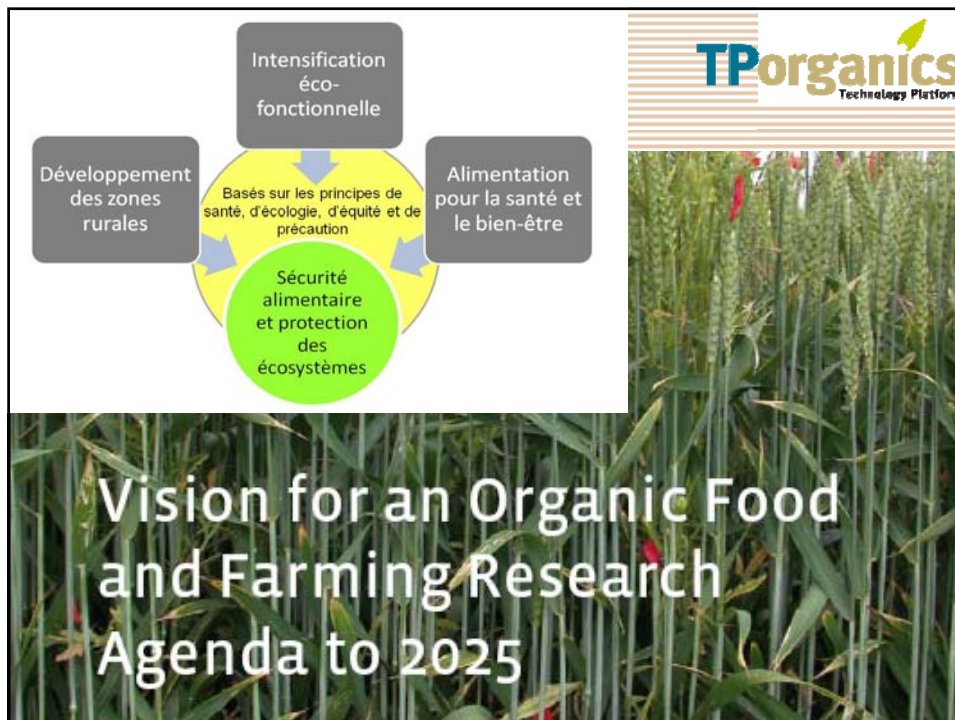 Intensification
éco-
fonctionnelle
TPorganics
Technology Platfor
Développement
des zones
rurales
Basés sur les principes de
santé, d'écologie, d'équité et de
précaution
Alimentation
pour la santé et
le bien-être
Sécurité
alimentaire
et protection
des
écosystèmes
Vision for an Organic Food
and Farming Research
Agenda to 2025